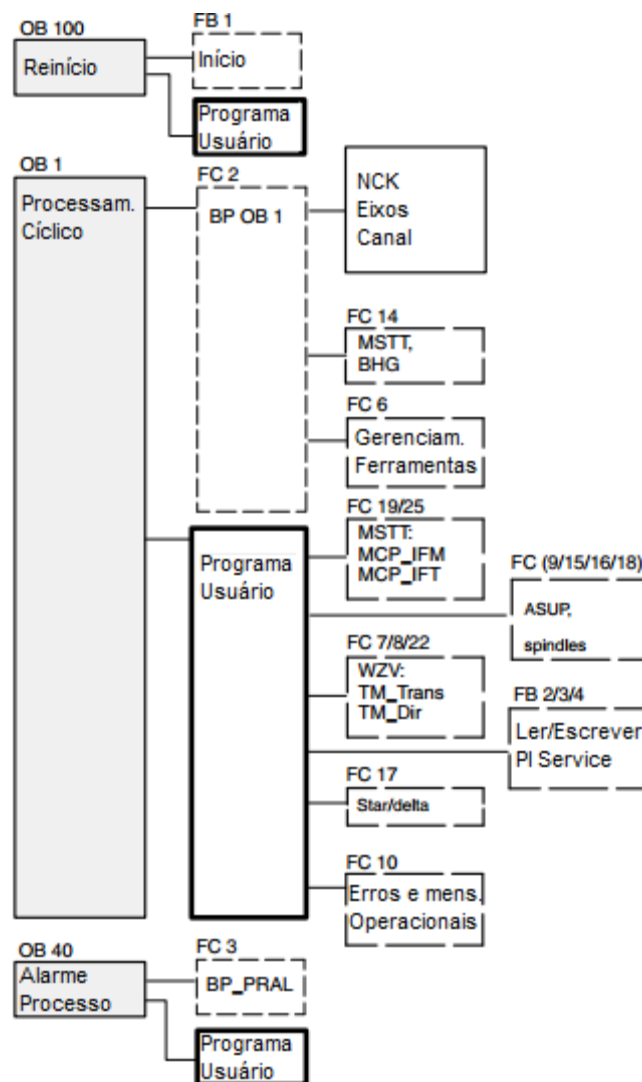 OB 100
FB 1
Reinício
Início
Programa
Usuário
OB 1
Processam.
Cíclico
FC 2
BP OB 1
NCK
Eixos
Canal
FC 14
MSTT,
BHG
FC 6
Gerenciam.
Ferramentas
Programa
Usuário
FC 19/25
MSTT:
MCP_IFM
MCP_IFT
FC (9/15/16/18)
ASUP,
spindles
FC 7/8/22
WZV:
TM_Trans
TM_Dir
FB 2/3/4
Ler/Escrever
PI Service
FC 17
Star/delta
FC 10
Erros e mens.
Operacionais
OB 40
Alarme
Processo
FC 3
BP_PRAL
Programa
Usuário